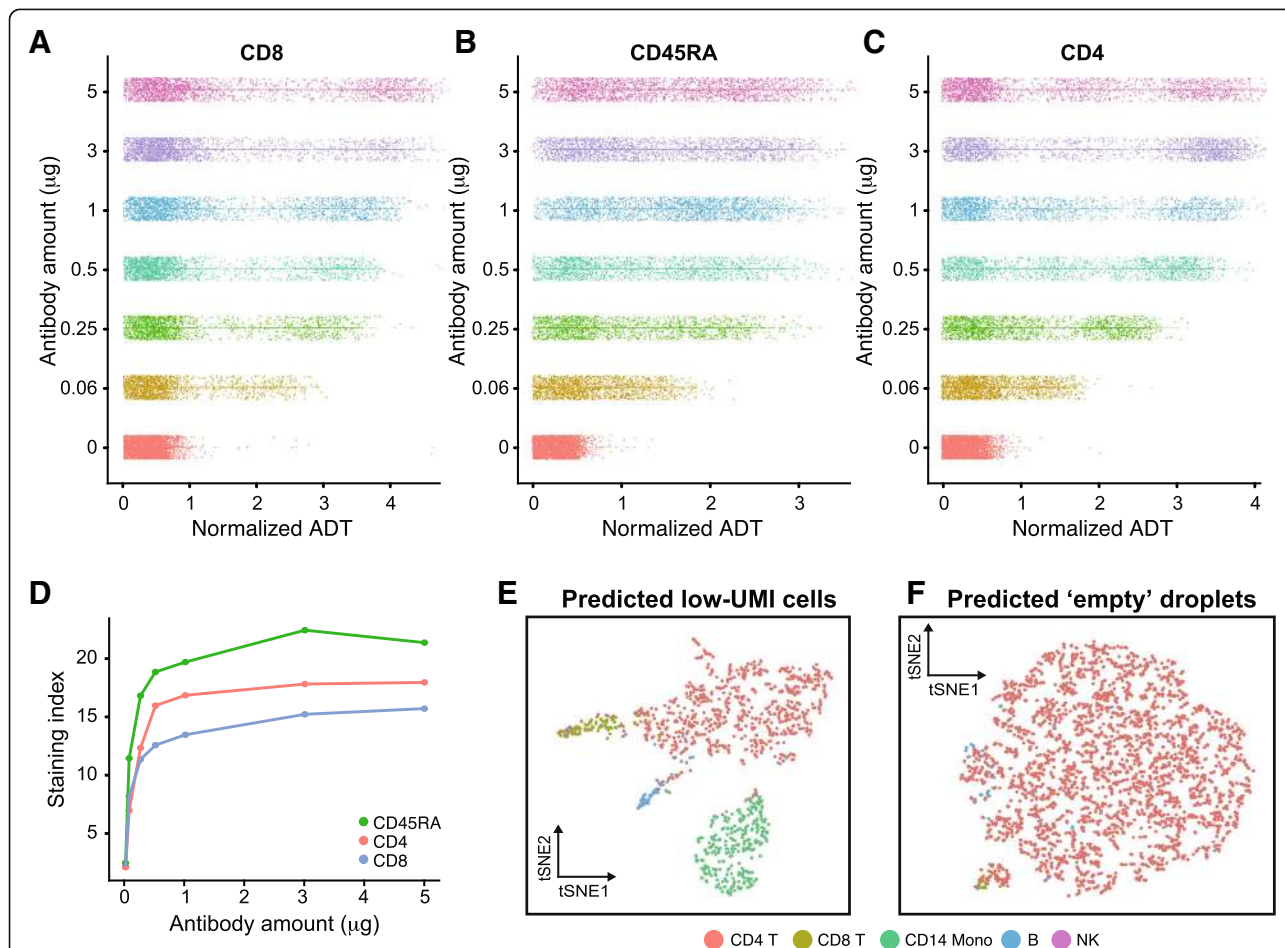 A
CD8
Antibody amount (μg)
5
3
1
0.5
0.25
0.06
0
0 1 2 3 4
Normalized ADT
B
CD45RA
Antibody amount (μg)
5
3
1
0.5
0.25
0.06
0
0 1 2 3
Normalized ADT
C
CD4
Antibody amount (μg)
5
3
1
0.5
0.25
0.06
0
0 1 2 3 4
Normalized ADT
D
Staining index
20
15
10
5
CD45RA
CD4
CD8
0 1 2 3 4 5
Antibody amount (μg)
E
Predicted low-UMI cells
tSNE2
tSNE1
F
Predicted ‘empty’ droplets
tSNE2
tSNE1
CD4 T CD8 T CD14 Mono B NK